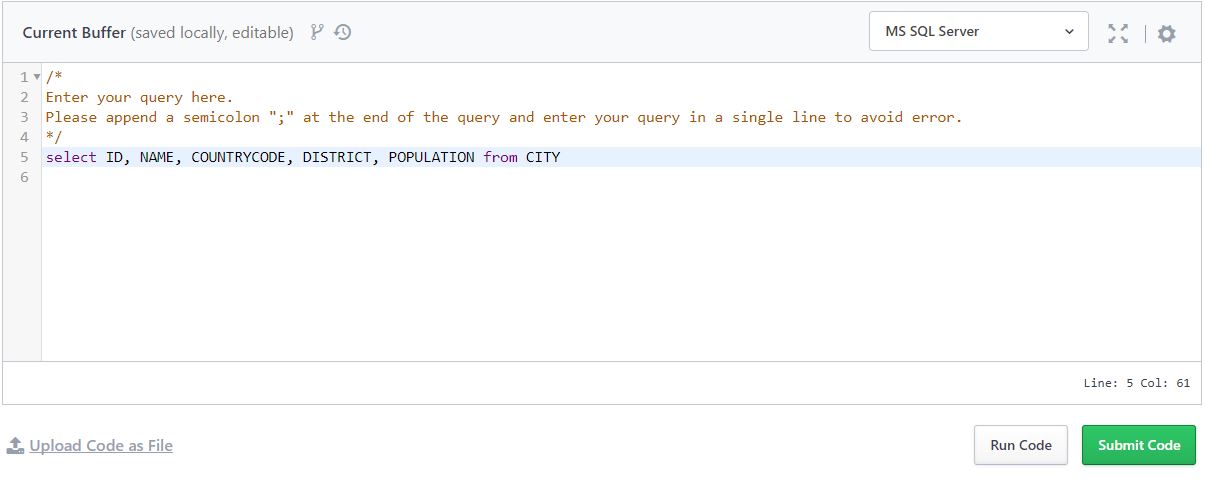 Current Buffer (saved locally, editable)
MS SQL Server
1 /*
2 Enter your query here.
3 Please append a semicolon ";" at the end of the query and enter your query in a single line to avoid error.
4 */
5 select ID, NAME, COUNTRYCODE, DISTRICT, POPULATION from CITY
6
Line: 5 Col: 61
Upload Code as File
Run Code
Submit Code